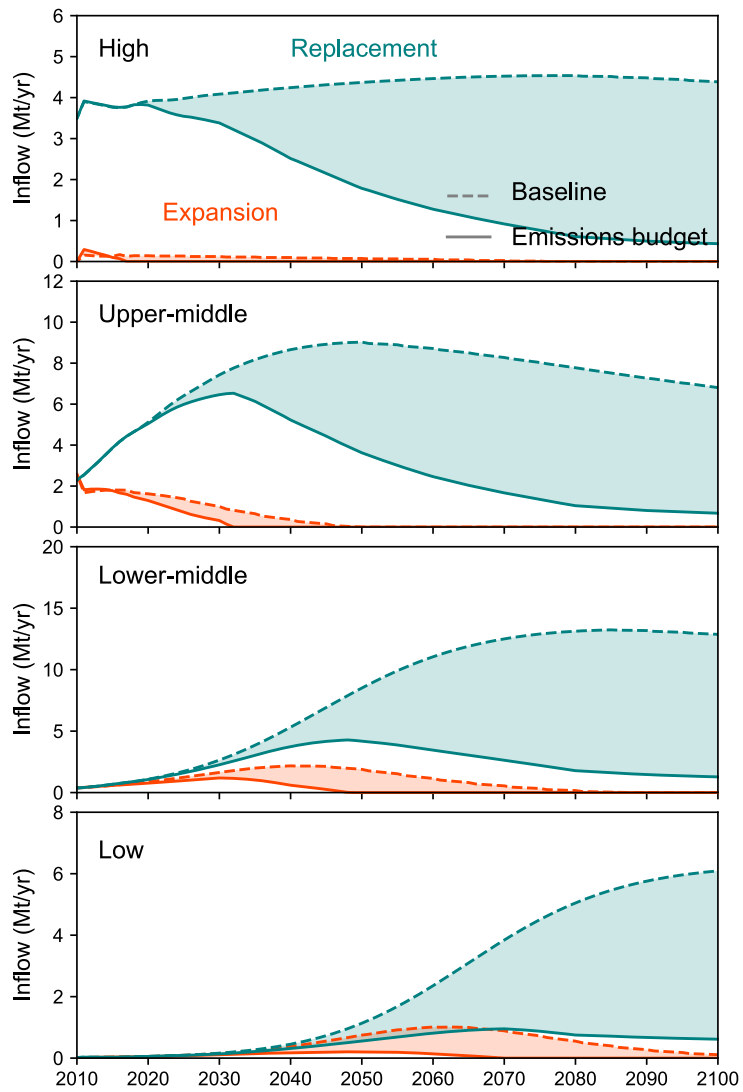 6
5
4
3
2
1
0
Inflow (Mt/yr)
High
Replacement
Expansion
Baseline
Emissions budget
12
10
8
6
4
2
0
Inflow (Mt/yr)
Upper-middle
20
15
10
5
0
Inflow (Mt/yr)
Lower-middle
8
6
4
2
0
Inflow (Mt/yr)
Low
2010 2020 2030 2040 2050 2060 2070 2080 2090 2100